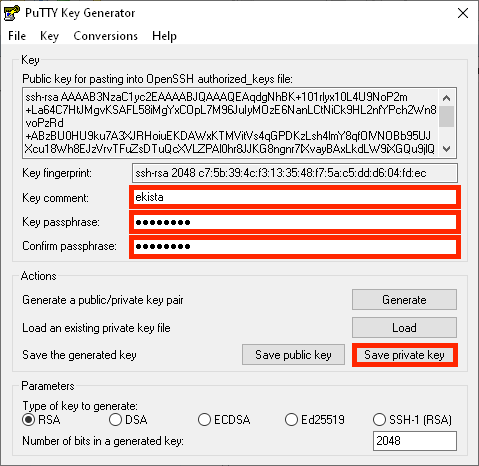 PuTTY Key Generator
File Key Conversions Help
Key
Public key for pasting into OpenSSH authorized_keys file:
ssh-rsa AAAAB3NzaC1yc2EAAAABJQAAAQEAqdgNhBK+101rlyx10L4U9NoP2m
+La64C7HtJMgvKSAFL58iMgYxCOpL7M96JulyMOzE6NanLCtNiCk9HL2nfYPch2Wn8
voPzRd
+ABzBU0HU9ku7A3XJRHoiuEKDAWxKTMVitVs4qGPDKzLsh4lmY8qfOlVNOBb95UJ
Xcu18Wh8EJzVrvTFuZsDTuQcXVLZPAl0hr8JJKG8ngnr7lXvayBAxLkdLW9iXGQu9jlQ
Key fingerprint: ssh-rsa 2048 c7:5b:39:4c:f3:13:35:48:f7:5a:c5:dd:d6:04:fd:ec
Key comment: ekista
Key passphrase: ●●●●●●●●
Confirm passphrase: ●●●●●●●●
Actions
Generate a public/private key pair Generate
Load an existing private key file Load
Save the generated key Save public key Save private key
Parameters
Type of key to generate:
RSA DSA ECDSA Ed25519 SSH-1 (RSA)
Number of bits in a generated key: 2048